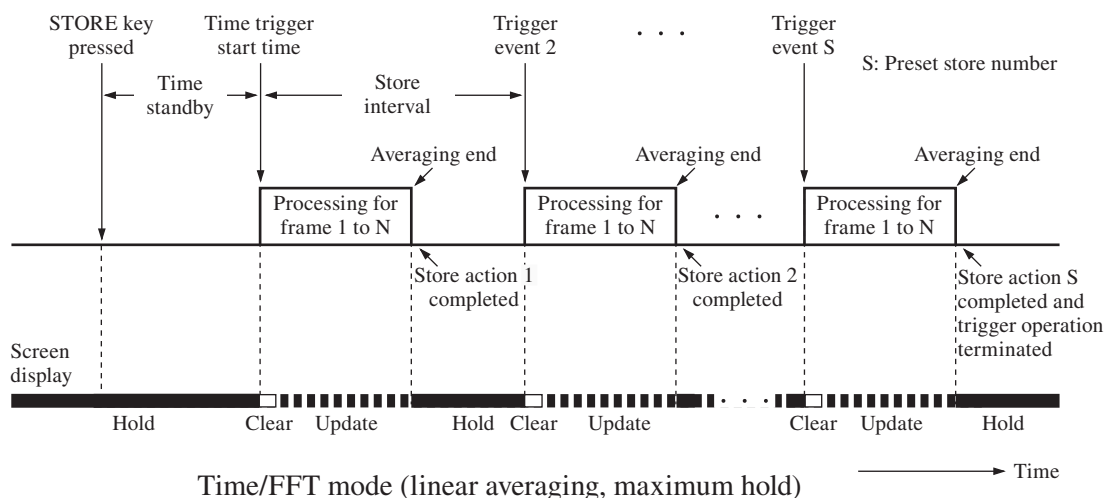 STORE key
pressed
Time trigger
start time
Trigger
event 2
. . .
Trigger
event S
S: Preset store number
Time
standby
Store
interval
Averaging end
Averaging end
Averaging end
Processing for
frame 1 to N
Processing for
frame 1 to N
. . .
Processing for
frame 1 to N
Store action 1
completed
Store action 2
completed
Store action S
completed and
trigger operation
terminated
Screen
display
. . .
Hold
Clear
Update
Hold
Clear
Update
Clear
Update
Hold
Time
Time/FFT mode (linear averaging, maximum hold)